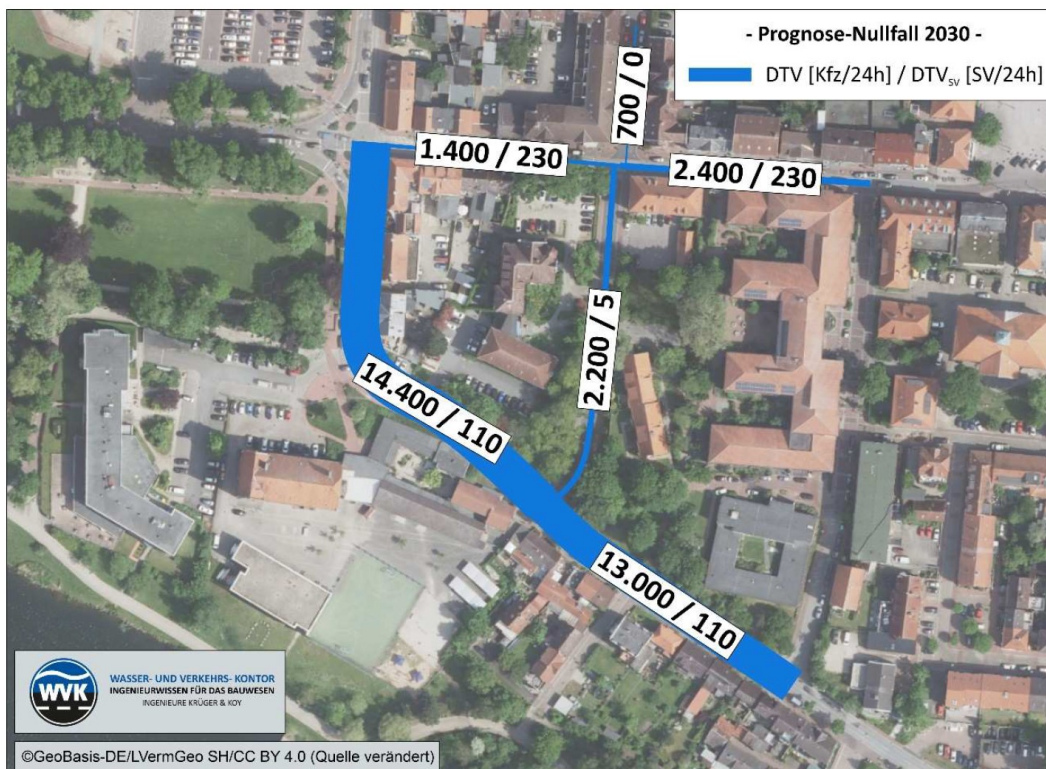 - Prognose-Nullfall 2030 -
DTV [Kfz/24h] / DTVSV [SV/24h]
700 / 0
1.400 / 230
2.400 / 230
2.200 / 5
14.400 / 110
13.000 / 110
WVK
WASSER- UND VERKEHRS- KONTOR
INGENIEURWISSEN FÜR DAS BAUWESEN
INGENIEURE KRÜGER & KOY
©GeoBasis-DE/LVermGeo SH/CC BY 4.0 (Quelle verändert)